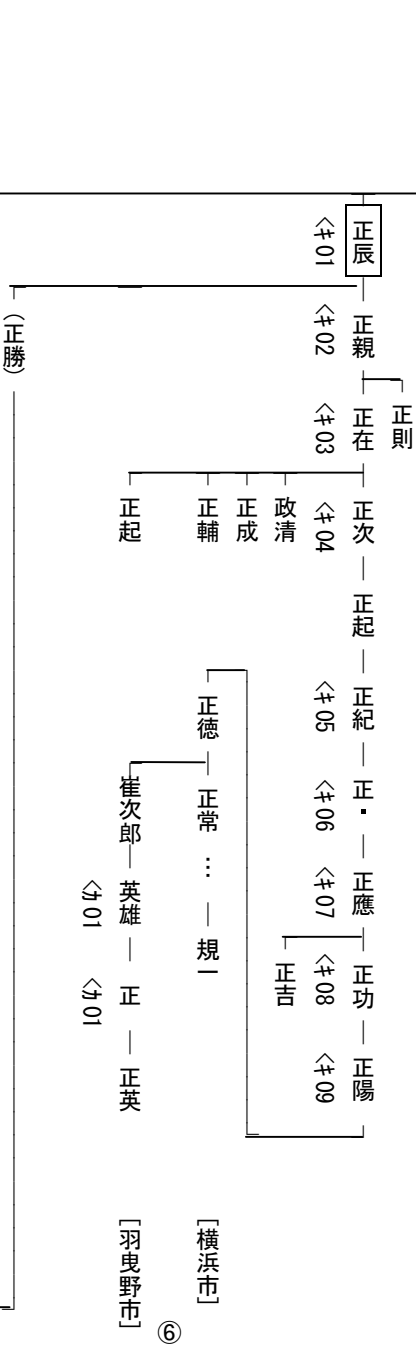 正則
正辰 ― 正親 ― 正在 ― 正次 ― 正起 ― 正紀 ― 正・ ― 正應 ― 正功 ― 正陽
〈キ01 〈キ02 〈キ03 〈キ04 〈キ05 〈キ06 〈キ07 〈キ08 〈キ09
政清 正吉
正成
正輔 正徳 ― 正常 … ― 規一 [横浜市]
⑥
正起 崔次郎 ― 英雄 ― 正 ― 正英 [羽曳野市]
〈カ01 〈カ01
(正勝)